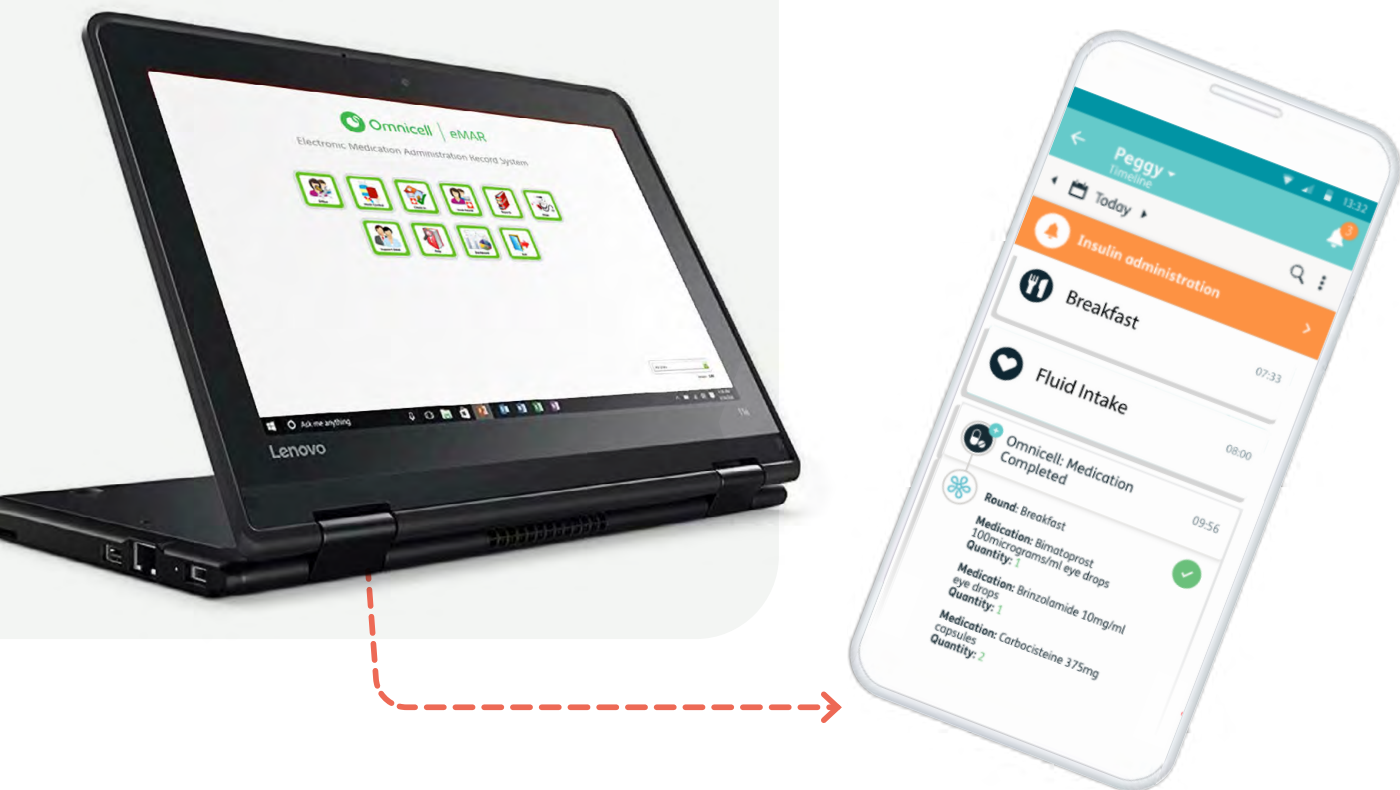 Omnicell | eMAR
Electronic Medication Administration Record System
Ask me anything
Lenovo
11e
13:32
Peggy
Timeline
3
Today
Insulin administration
Breakfast
07:33
Fluid Intake
08:00
Omnicell: Medication
Completed
09:56
Round: Breakfast
Medication: Bimatoprost
100micrograms/ml eye drops
Quantity: 1
Medication: Brinzolamide 10mg/ml
eye drops
Quantity: 1
Medication: Carbocisteine 375mg
capsules
Quantity: 2